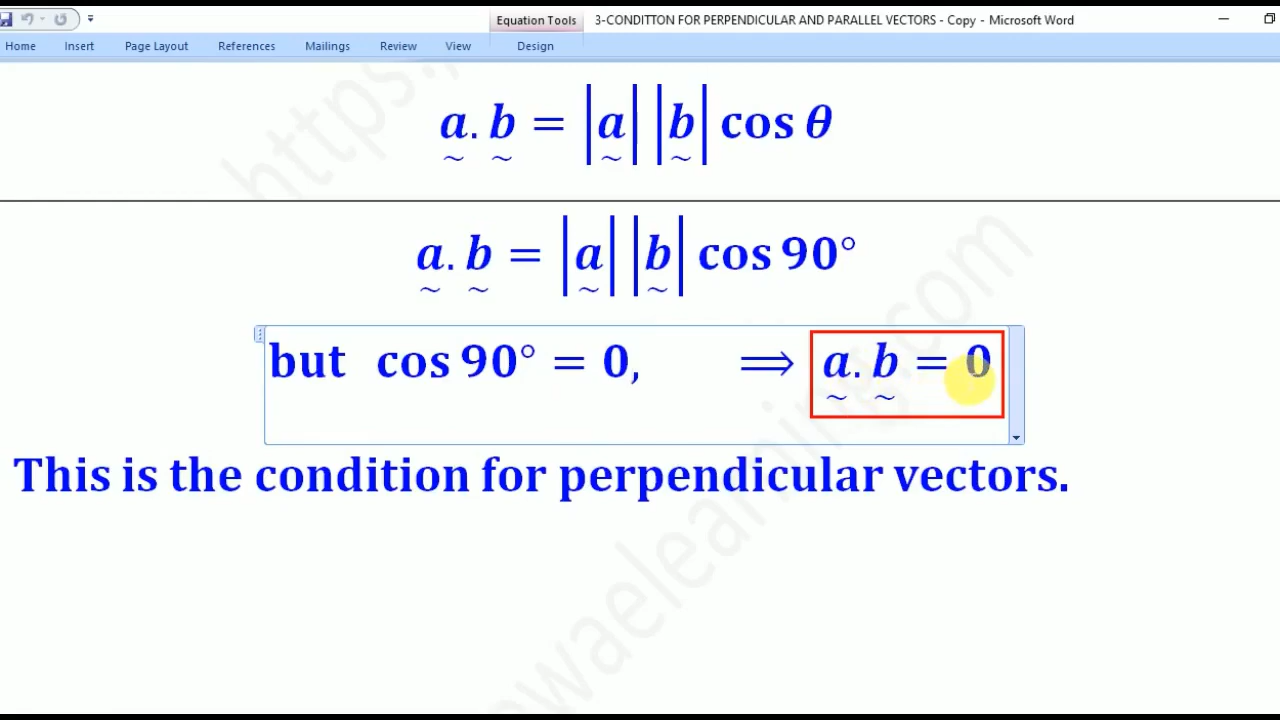 Equation Tools 3-CONDITTON FOR PERPENDICULAR AND PARALLEL VECTORS - Copy - Microsoft Word
Home Insert Page Layout References Mailings Review View Design
a. b = |a| |b| cos θ
~ ~ ~ ~
a. b = |a| |b| cos 90°
~ ~ ~ ~
but cos 90° = 0, ⟹ a. b = 0
~ ~
This is the condition for perpendicular vectors.